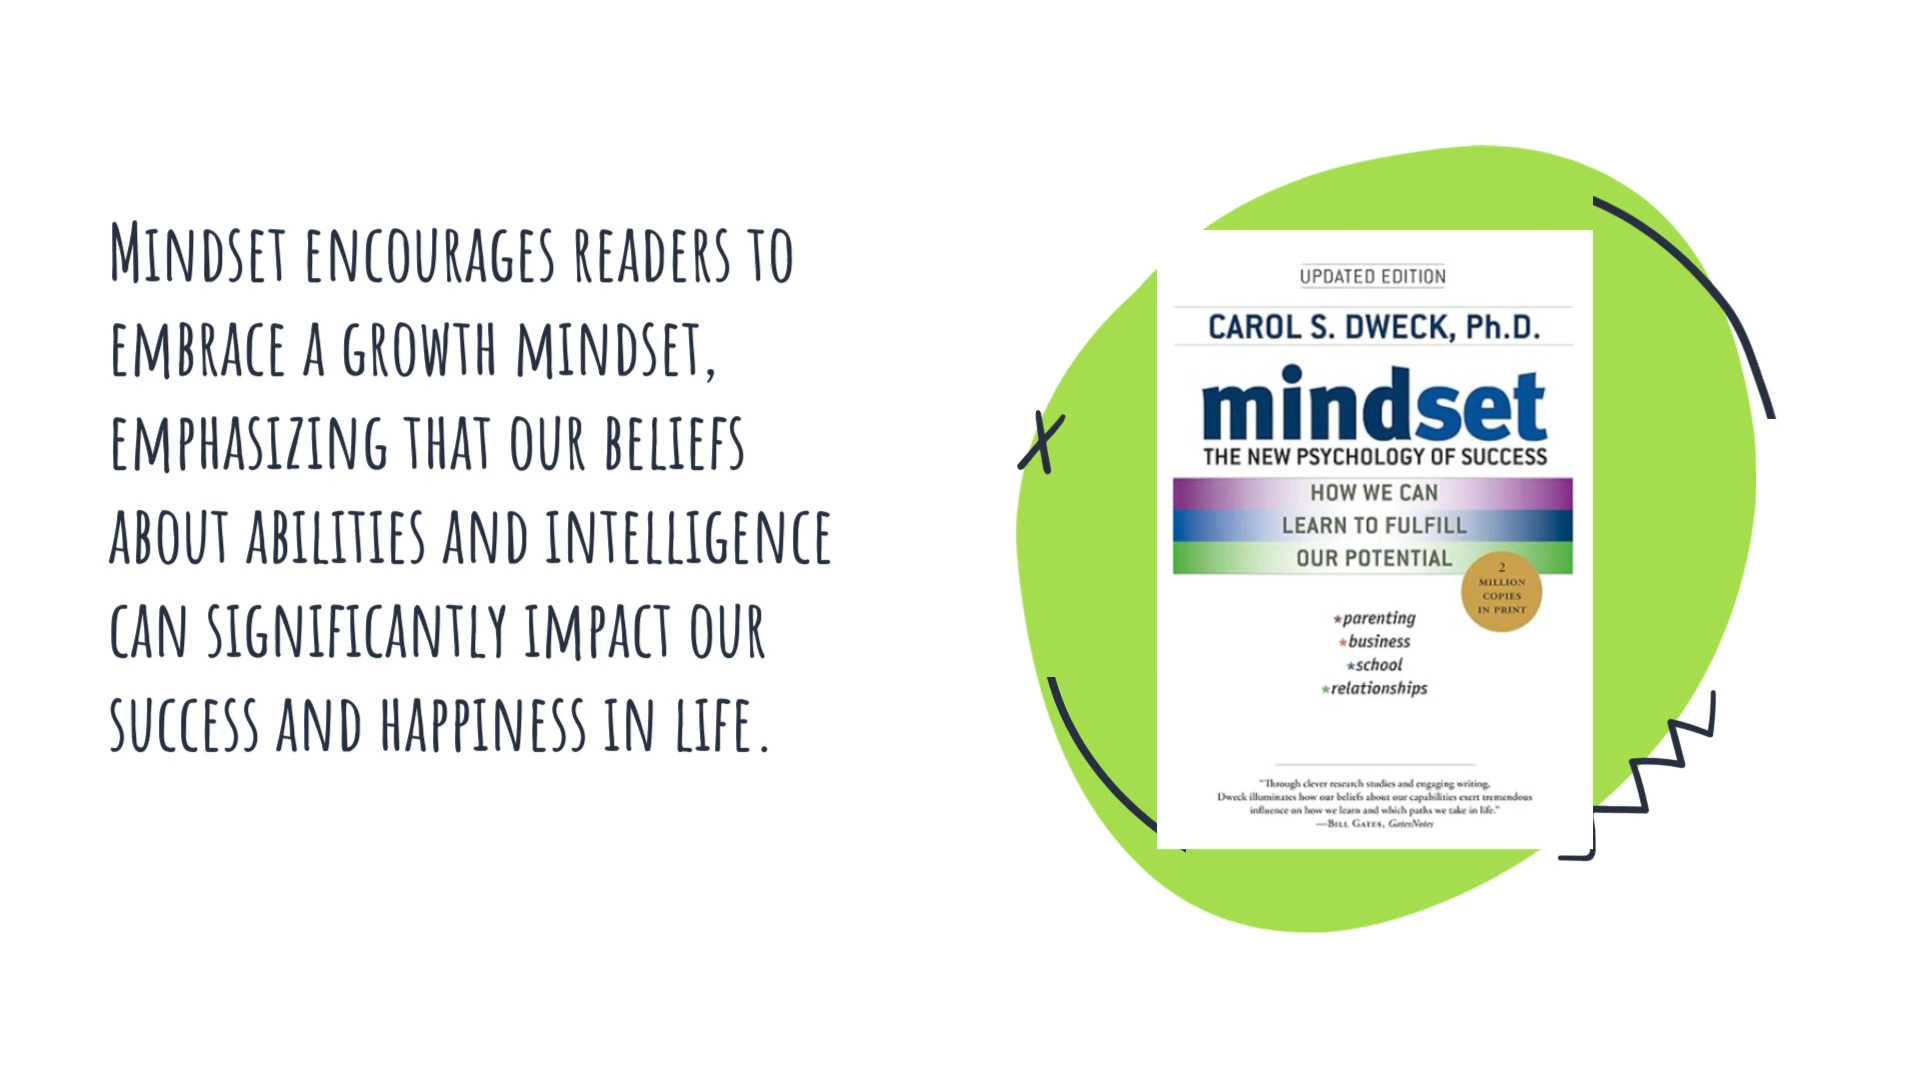 Mindset encourages readers to
embrace a growth mindset,
emphasizing that our beliefs
about abilities and intelligence
can significantly impact our
success and happiness in life.
UPDATED EDITION
CAROL S. DWECK, Ph.D.
mindset
THE NEW PSYCHOLOGY OF SUCCESS
HOW WE CAN
LEARN TO FULFILL
OUR POTENTIAL
2
MILLION
COPIES
IN PRINT
*parenting
*business
*school
*relationships
"Through clever research studies and engaging writing,
Dweck illuminates how our beliefs about our capabilities exert tremendous
influence on how we learn and which paths we take in life."
—BILL GATES, GatesNotes